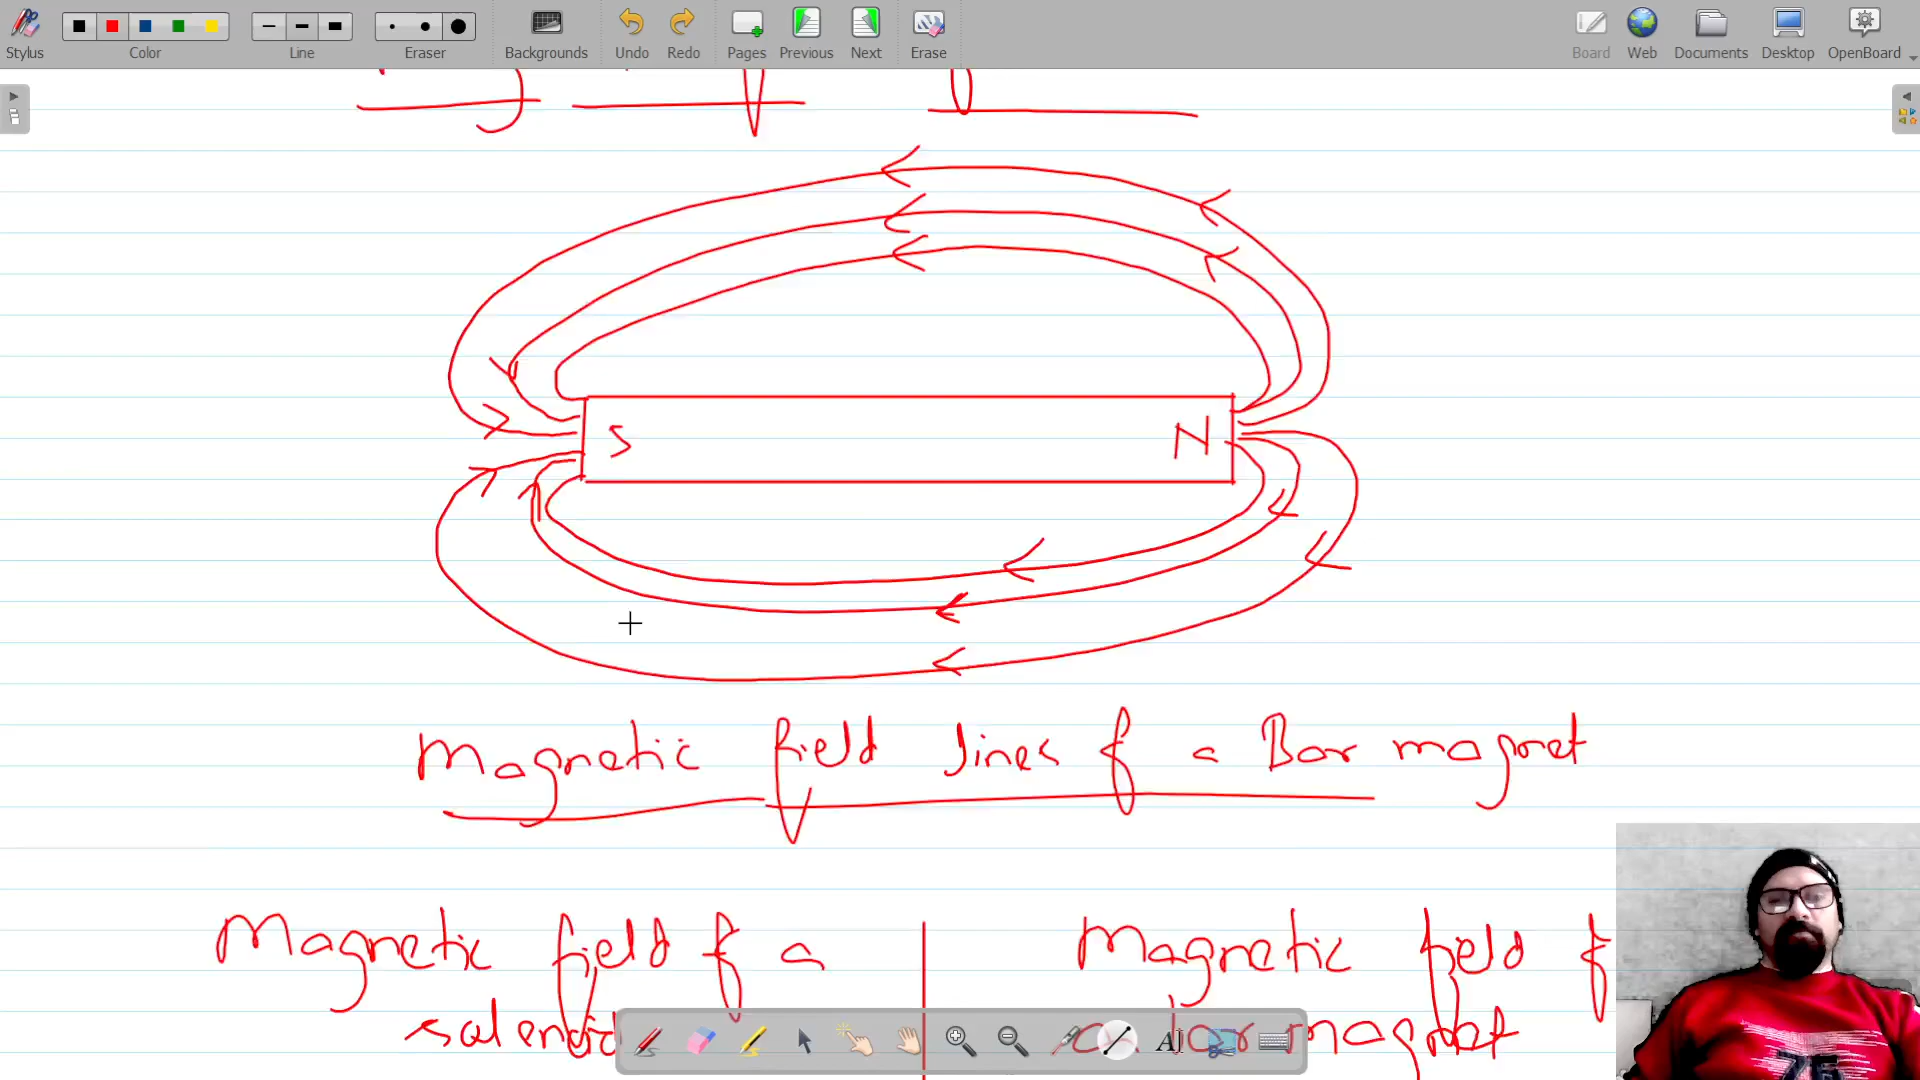 Stylus Color Line Eraser Backgrounds Undo Redo Pages Previous Next Erase Board Web Documents Desktop OpenBoard
S N
Magnetic field lines of a Bar magnet
Magnetic field of a
solenoid
Magnetic field of
a bar magnet